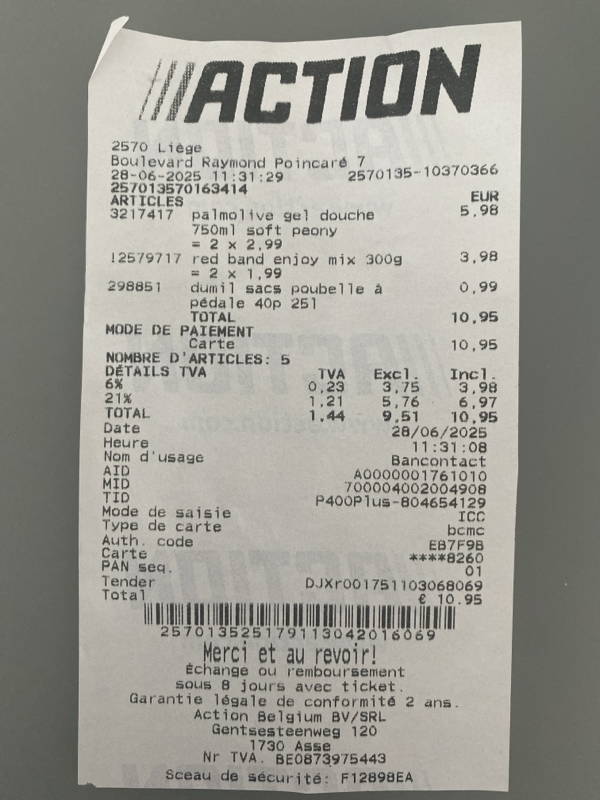 ACTION
2570 Liège
Boulevard Raymond Poincaré 7
28-06-2025 11:31:29 2570135-10370366
257013570163414
ARTICLES EUR
3217417 palmolive gel douche 5,98
750ml soft peony
= 2 x 2,99
!2579717 red band enjoy mix 300g 3,98
= 2 x 1,99
298851 dumil sacs poubelle à 0,99
pédale 40p 25l
TOTAL 10,95
MODE DE PAIEMENT
Carte 10,95
NOMBRE D'ARTICLES: 5
DÉTAILS TVA TVA Excl. Incl.
6% 0,23 3,75 3,98
21% 1,21 5,76 6,97
TOTAL 1,44 9,51 10,95
Date 28/06/2025
Heure 11:31:08
Nom d'usage Bancontact
AID A0000001761010
MID 700004002004908
TID P400Plus-804654129
Mode de saisie ICC
Type de carte bcmc
Auth. code EB7F9B
Carte ****8260
PAN seq. 01
Tender DJXr001751103068069
Total € 10.95
257013525179113042016069
Merci et au revoir!
Échange ou remboursement
sous 8 jours avec ticket.
Garantie légale de conformité 2 ans.
Action Belgium BV/SRL
Gentsesteenweg 120
1730 Asse
Nr TVA. BE0873975443
Sceau de sécurité: F12898EA